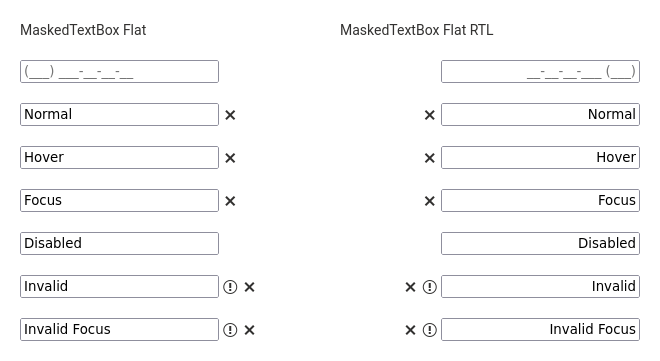 MaskedTextBox Flat
(___) ___-__-__-__
Normal
Hover
Focus
Disabled
Invalid
Invalid Focus
MaskedTextBox Flat RTL
__-__-__-___ (___)
Normal
Hover
Focus
Disabled
Invalid
Invalid Focus